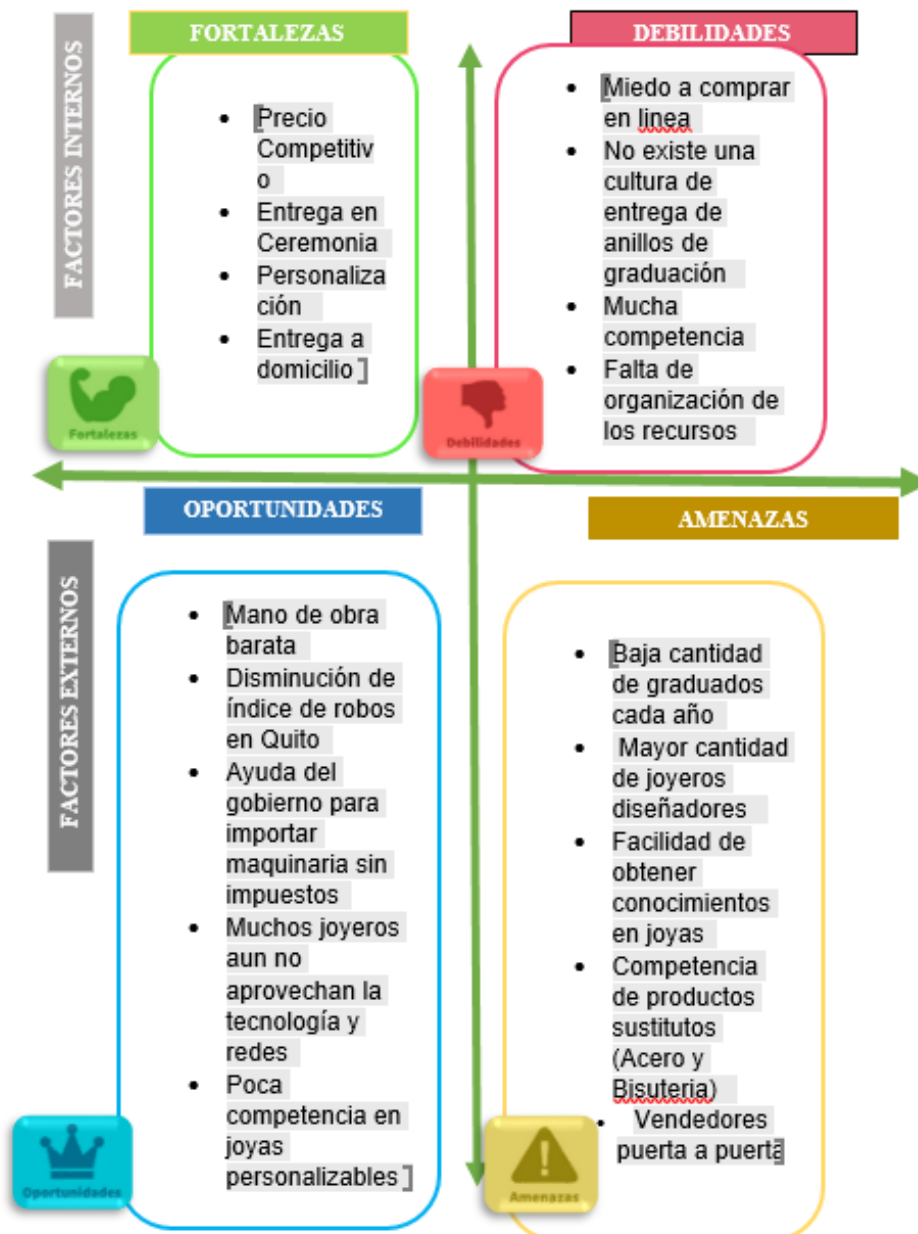 FORTALEZAS
DEBILIDADES
FACTORES INTERNOS
Precio
Competitiv
o
Entrega en
Ceremonia
Personaliza
ción
Entrega a
domicilio
Fortalezas
Miedo a comprar
en linea
No existe una
cultura de
entrega de
anillos de
graduación
Mucha
competencia
Falta de
organización de
los recursos
Debilidades
OPORTUNIDADES
AMENAZAS
FACTORES EXTERNOS
Mano de obra
barata
Disminución de
índice de robos
en Quito
Ayuda del
gobierno para
importar
maquinaria sin
impuestos
Muchos joyeros
aun no
aprovechan la
tecnología y
redes
Poca
competencia en
joyas
personalizables
Oportunidades
Baja cantidad
de graduados
cada año
Mayor cantidad
de joyeros
diseñadores
Facilidad de
obtener
conocimientos
en joyas
Competencia
de productos
sustitutos
(Acero y
Bisuteria)
Vendedores
puerta a puerta
Amenazas